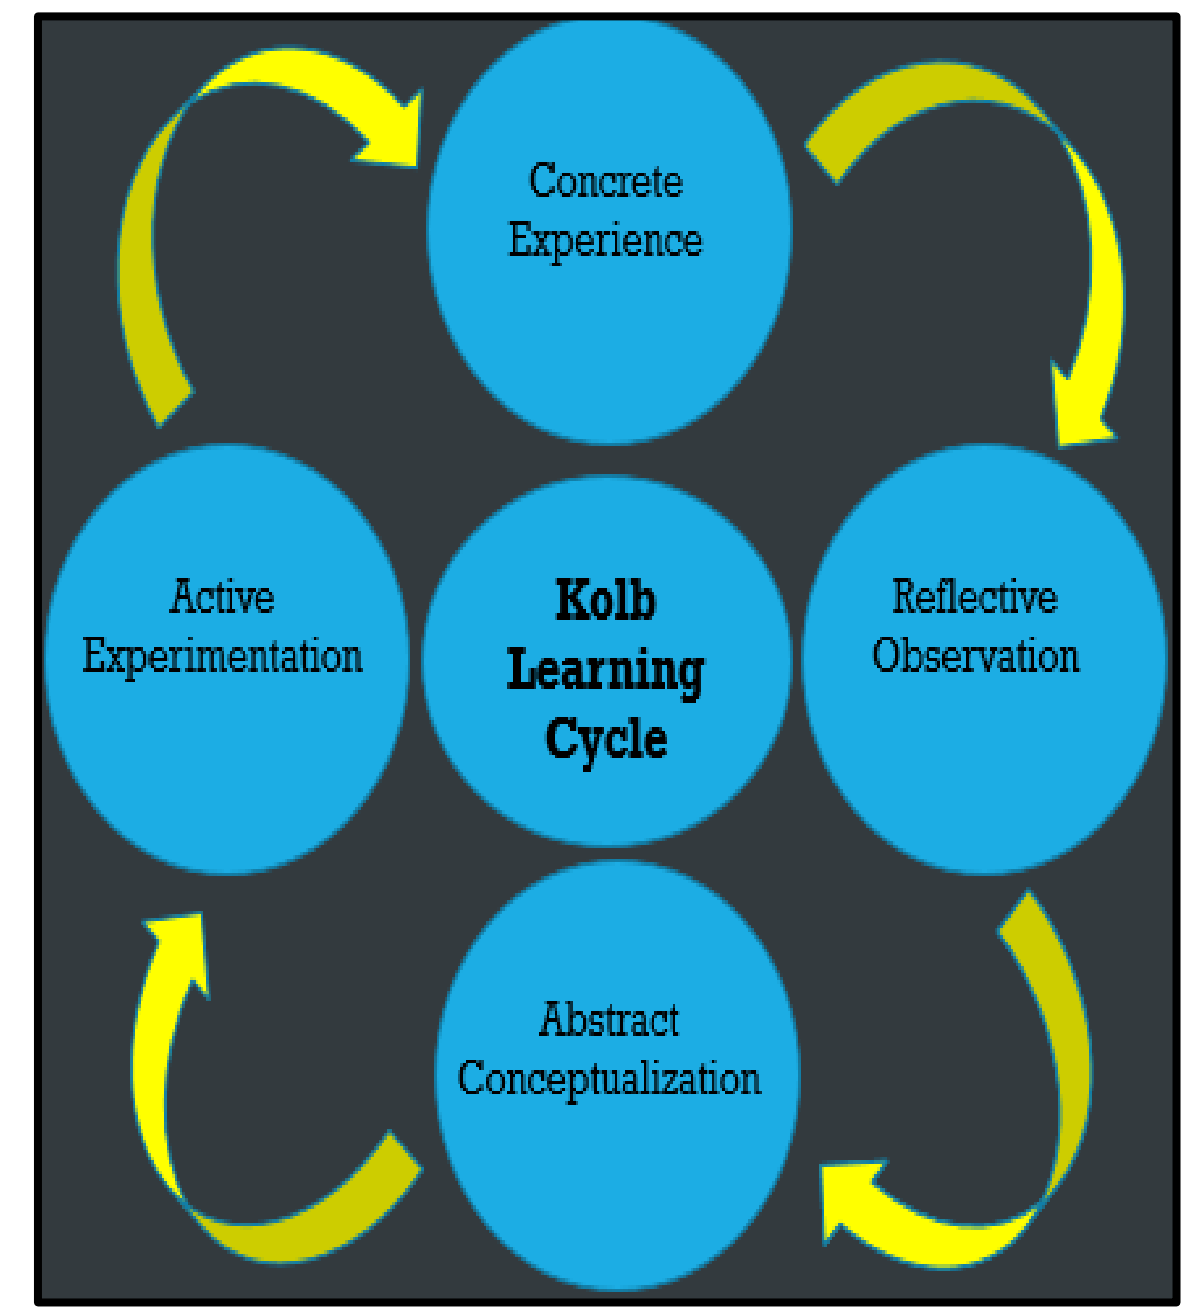 Concrete
Experience
Active
Experimentation
Kolb
Learning
Cycle
Reflective
Observation
Abstract
Conceptualization